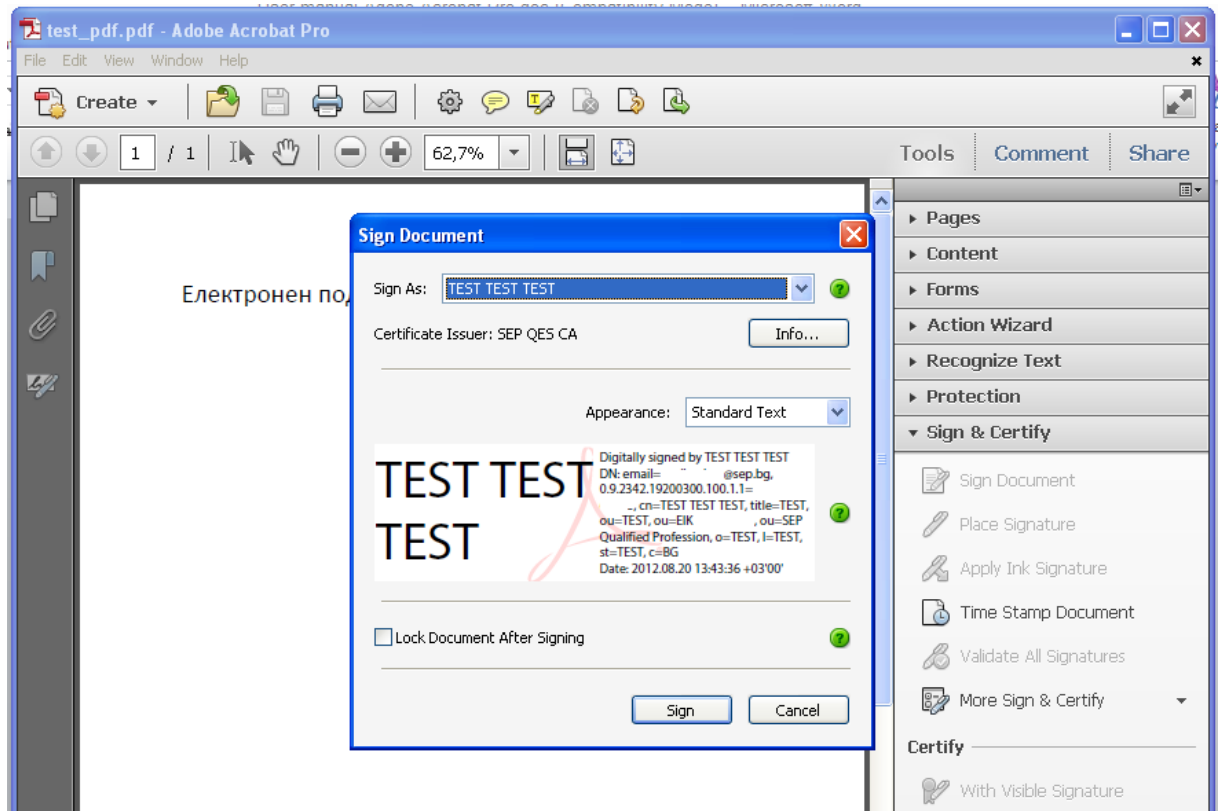 test_pdf.pdf - Adobe Acrobat Pro
File Edit View Window Help
Create
1 / 1 62,7% Tools Comment Share
Електронен под
Sign Document
Sign As: TEST TEST TEST
Certificate Issuer: SEP QES CA Info...
Appearance: Standard Text
TEST TEST
TEST
Digitally signed by TEST TEST TEST
DN: email= @sep.bg,
0.9.2342.19200300.100.1.1=
, cn=TEST TEST TEST, title=TEST,
ou=TEST, ou=EIK , ou=SEP
Qualified Profession, o=TEST, l=TEST,
st=TEST, c=BG
Date: 2012.08.20 13:43:36 +03'00'
Lock Document After Signing
Sign Cancel
Pages
Content
Forms
Action Wizard
Recognize Text
Protection
Sign & Certify
Sign Document
Place Signature
Apply Ink Signature
Time Stamp Document
Validate All Signatures
More Sign & Certify
Certify
With Visible Signature